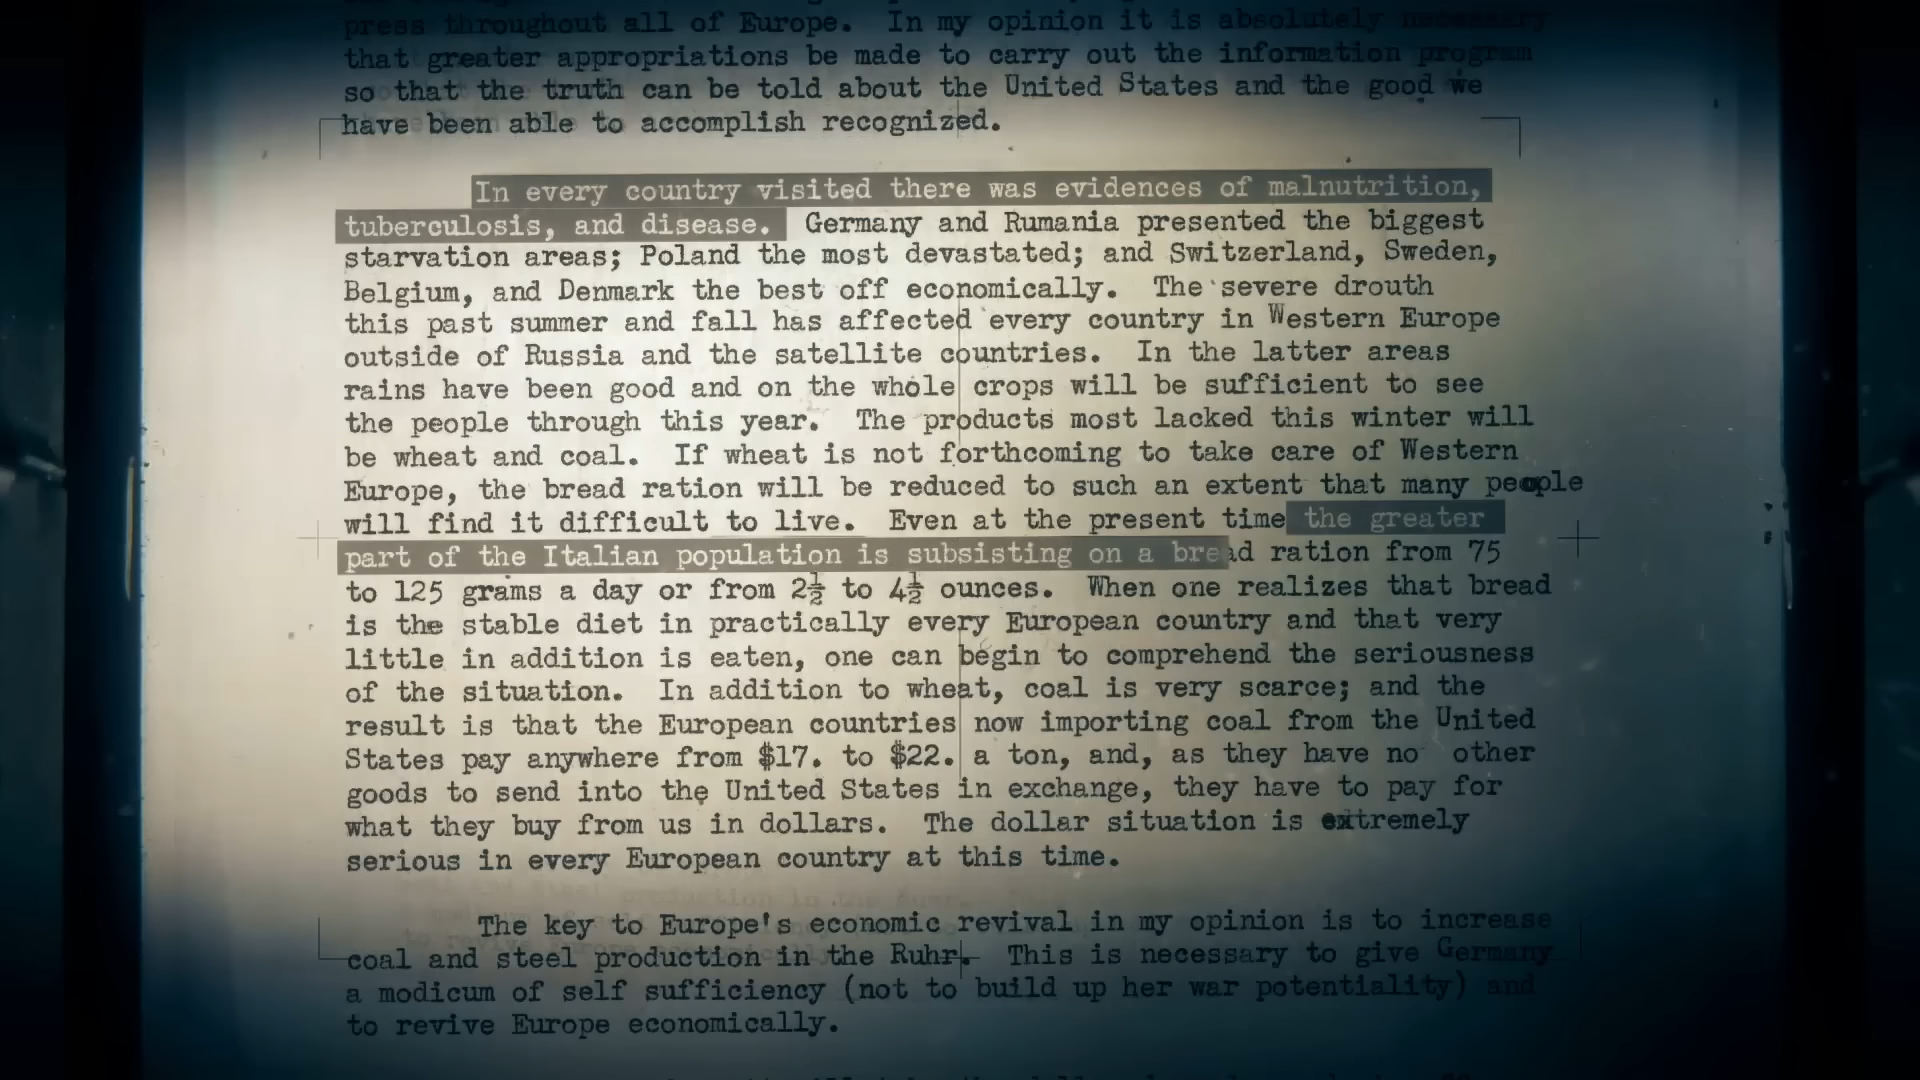 press throughout all of Europe. In my opinion it is absolutely necessary
that greater appropriations be made to carry out the information program
so that the truth can be told about the United States and the good we
have been able to accomplish recognized.
In every country visited there was evidences of malnutrition,
tuberculosis, and disease. Germany and Rumania presented the biggest
starvation areas; Poland the most devastated; and Switzerland, Sweden,
Belgium, and Denmark the best off economically. The severe drouth
this past summer and fall has affected every country in Western Europe
outside of Russia and the satellite countries. In the latter areas
rains have been good and on the whole crops will be sufficient to see
the people through this year. The products most lacked this winter will
be wheat and coal. If wheat is not forthcoming to take care of Western
Europe, the bread ration will be reduced to such an extent that many people
will find it difficult to live. Even at the present time the greater
part of the Italian population is subsisting on a bread ration from 75
to 125 grams a day or from 2½ to 4½ ounces. When one realizes that bread
is the stable diet in practically every European country and that very
little in addition is eaten, one can begin to comprehend the seriousness
of the situation. In addition to wheat, coal is very scarce; and the
result is that the European countries now importing coal from the United
States pay anywhere from $17. to $22. a ton, and, as they have no other
goods to send into the United States in exchange, they have to pay for
what they buy from us in dollars. The dollar situation is extremely
serious in every European country at this time.
The key to Europe's economic revival in my opinion is to increase
coal and steel production in the Ruhr. This is necessary to give Germany
a modicum of self sufficiency (not to build up her war potentiality) and
to revive Europe economically.